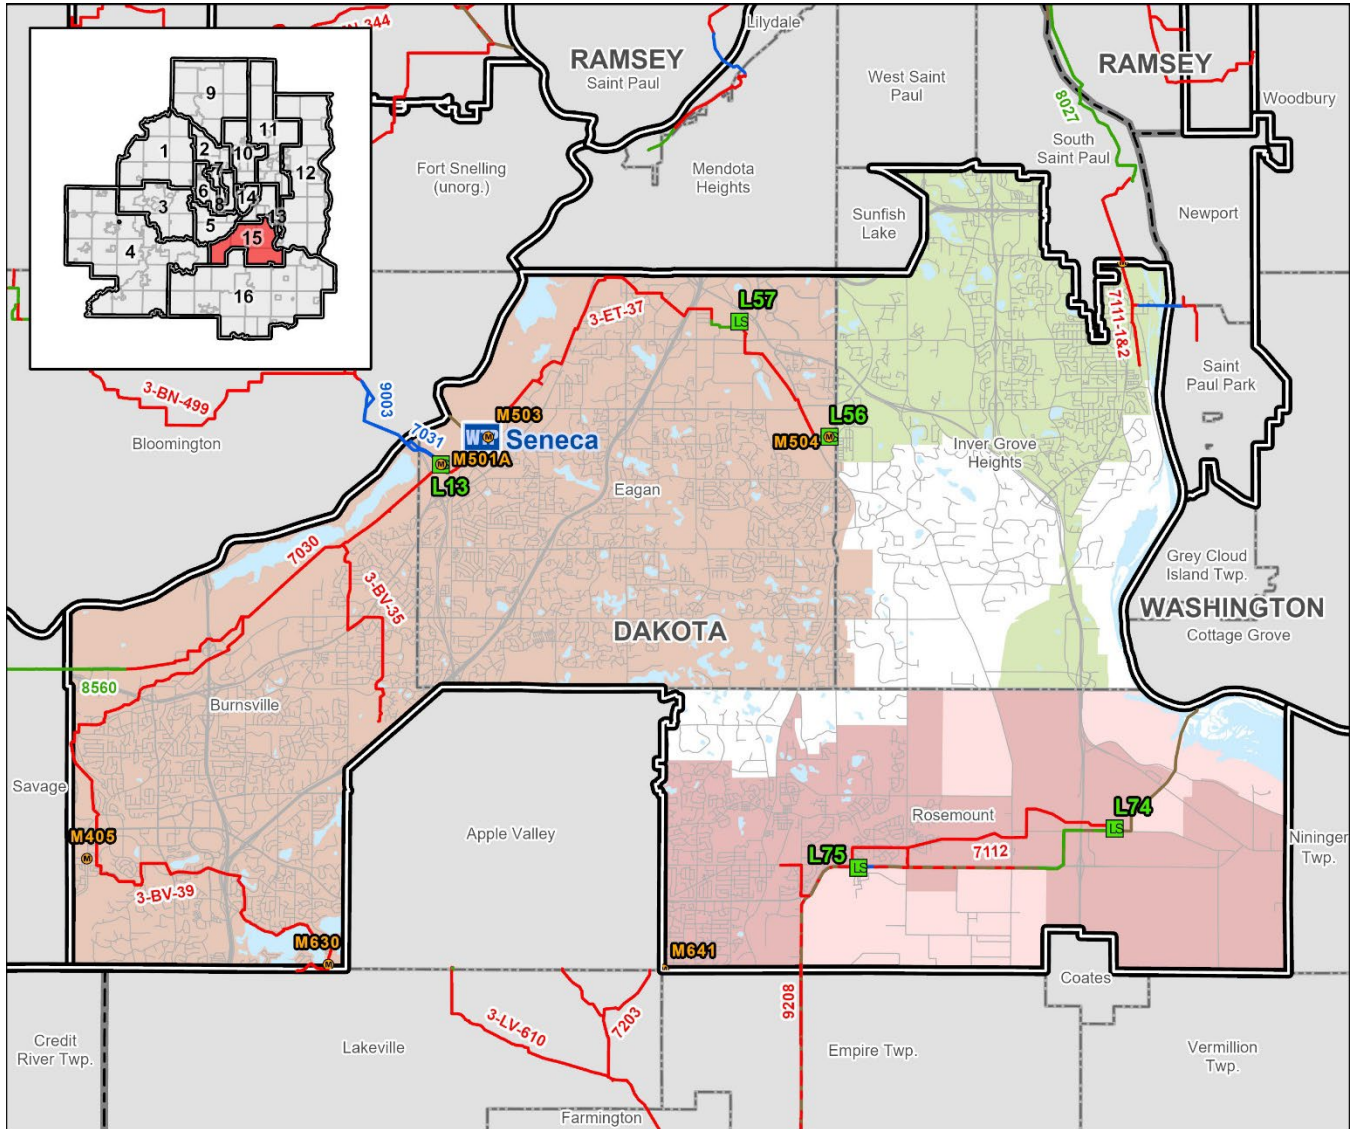 RAMSEY
Saint Paul
Lilydale
West Saint
Paul
RAMSEY
Woodbury
8027
South
Saint Paul
Fort Snelling
(unorg.)
Mendota
Heights
Sunfish
Lake
Newport
9
11
1
2
10
7
12
6
14
3
8
13
5
15
4
16
3-ET-37
L57
LS
7111-1&2
Saint
Paul Park
3-BN-499
9003
Bloomington
7031
M503
Seneca
M501A
L13
M504
L56
Inver Grove
Heights
Eagan
7030
3-BV-35
Grey Cloud
Island Twp.
WASHINGTON
Cottage Grove
DAKOTA
8560
Burnsville
Savage
Apple Valley
Rosemount
L74
LS
L75
LS
7112
Nininger
Twp.
M405
M
3-BV-39
M630
M
M641
Coates
9208
Credit
River Twp.
Lakeville
3-LV-610
7203
Empire Twp.
Vermillion
Twp.
Farmington